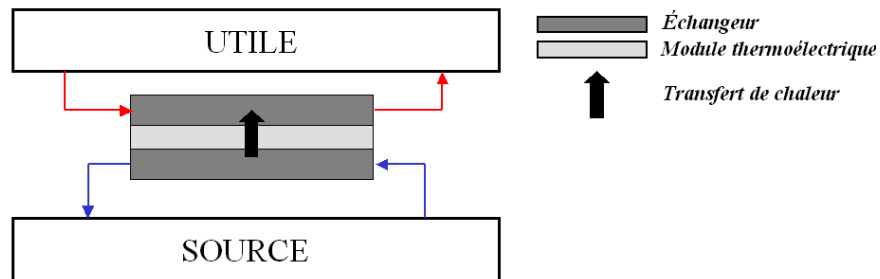 UTILE
SOURCE
Échangeur
Module thermoélectrique
Transfert de chaleur